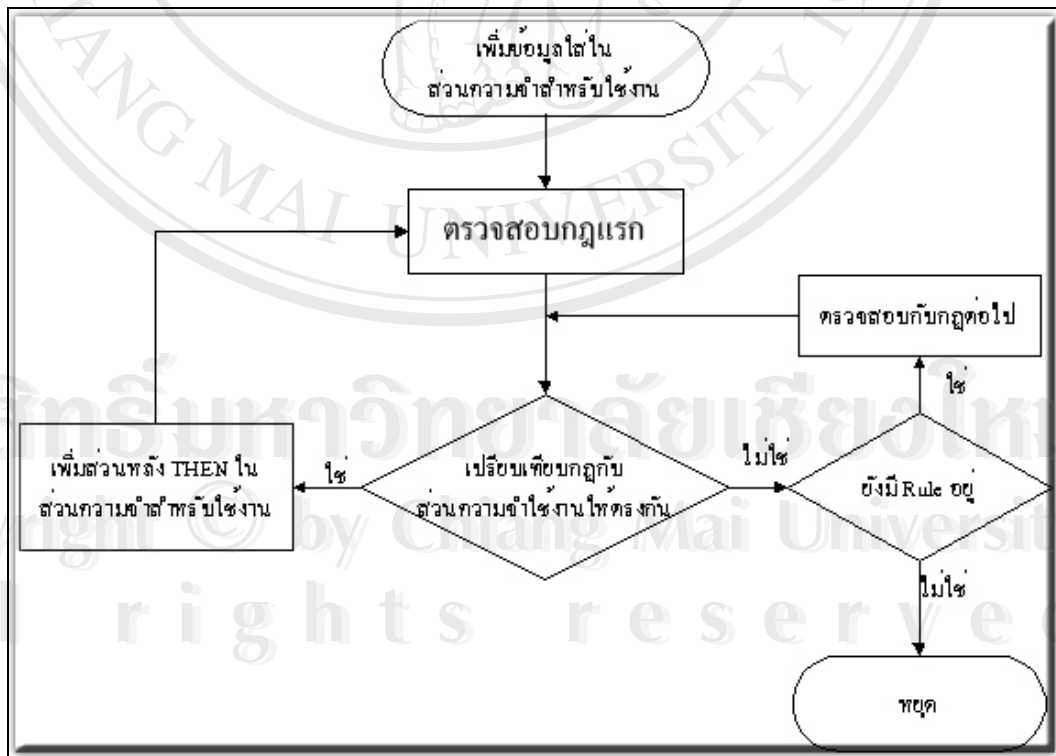 เพิ่มข้อมูลใส่ใน
ส่วนความจำสำหรับใช้งาน
ตรวจสอบกฎแรก
ตรวจสอบกับกฎต่อไป
ใช่
เพิ่มส่วนหลัง THEN ใน
ส่วนความจำสำหรับใช้งาน
ใช่
เปรียบเทียบกฎกับ
ส่วนความจำใช้งานให้ตรงกัน
ไม่ใช่
ยังมี Rule อยู่
ไม่ใช่
หยุด
ANG MAI UNIVERSITY
สิทธิ์มหาวิทยาลัยเชียงใหม่
right © by Chiang Mai Universit
rights reserve